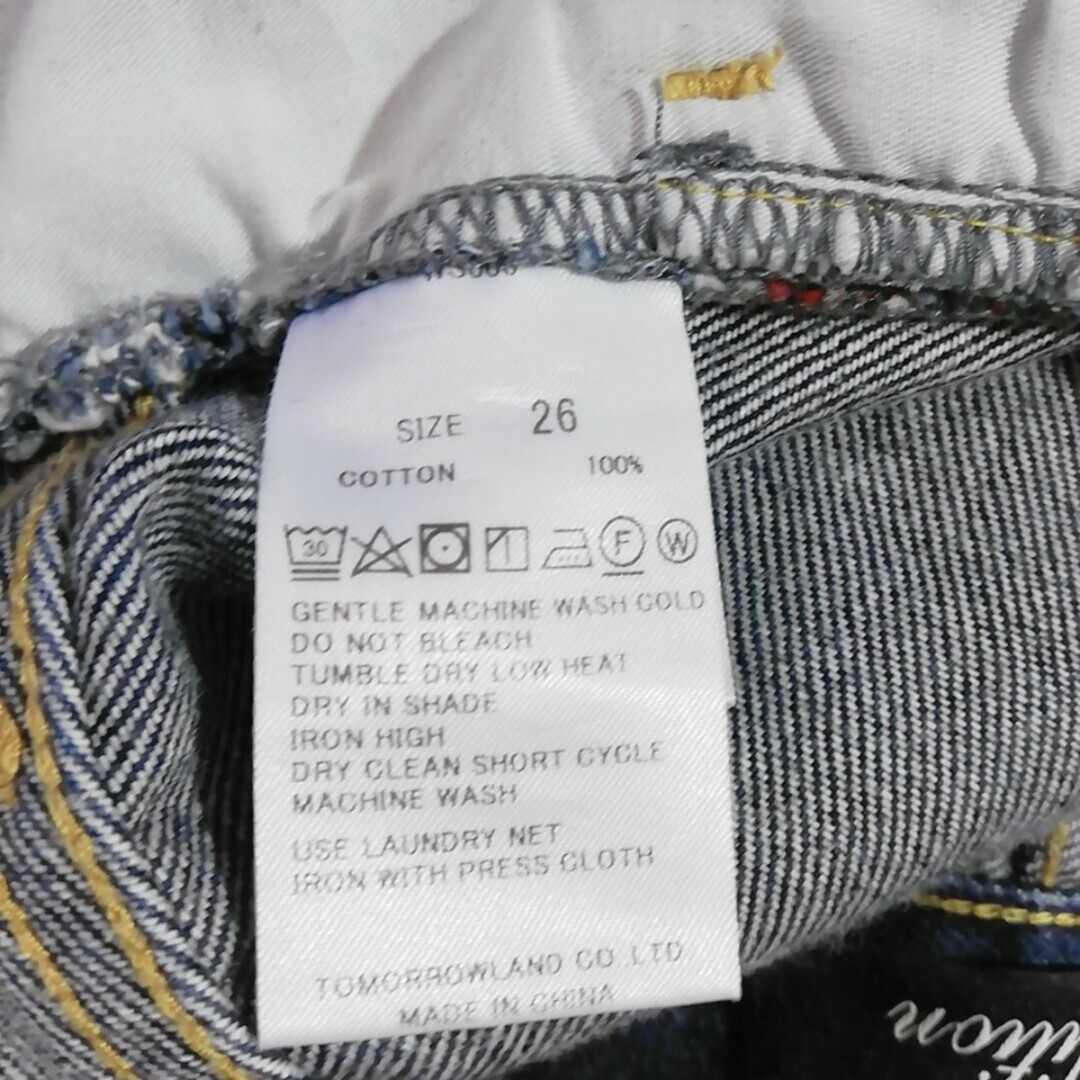 SIZE 26
COTTON 100%
30 F W
GENTLE MACHINE WASH COLD
DO NOT BLEACH
TUMBLE DRY LOW HEAT
DRY IN SHADE
IRON HIGH
DRY CLEAN SHORT CYCLE
MACHINE WASH
USE LAUNDRY NET
IRON WITH PRESS CLOTH
TOMORROWLAND CO.,LTD.
MADE IN CHINA